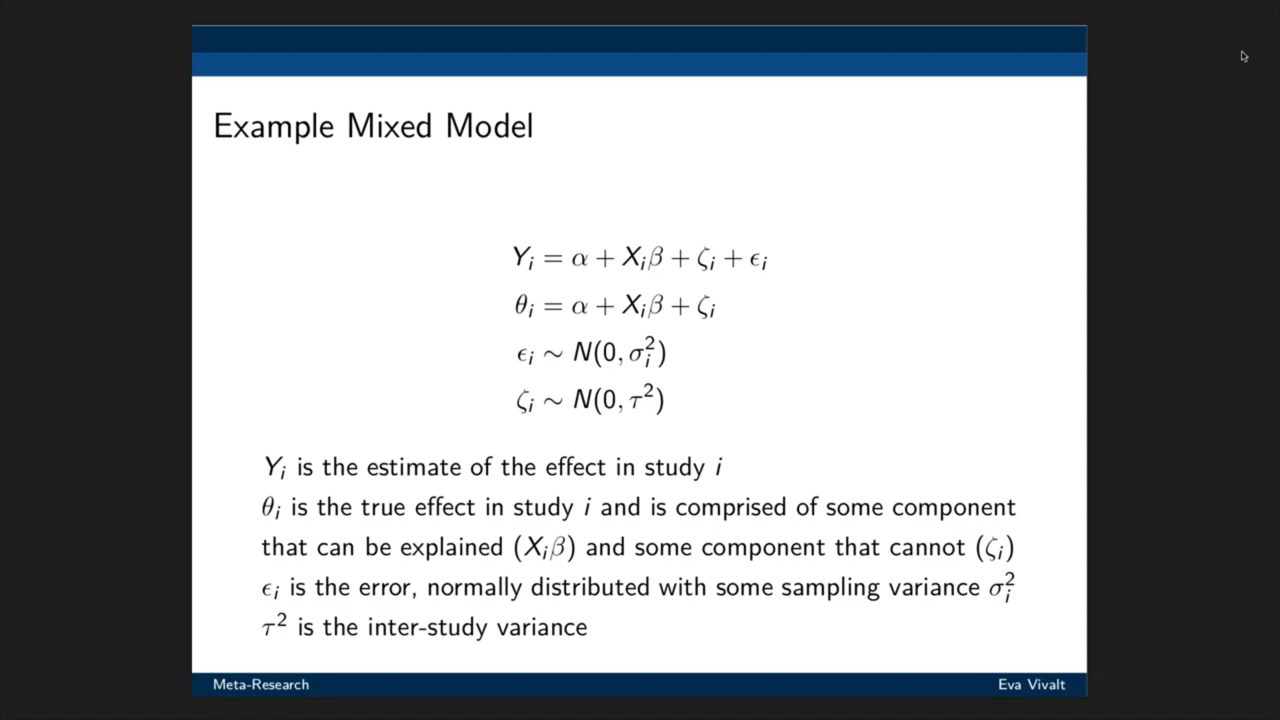 Example Mixed Model
Yᵢ = α + Xᵢβ + ζᵢ + ϵᵢ
θᵢ = α + Xᵢβ + ζᵢ
ϵᵢ ∼ N(0, σᵢ²)
ζᵢ ∼ N(0, τ²)
Yᵢ is the estimate of the effect in study i
θᵢ is the true effect in study i and is comprised of some component
that can be explained (Xᵢβ) and some component that cannot (ζᵢ)
ϵᵢ is the error, normally distributed with some sampling variance σᵢ²
τ² is the inter-study variance
Meta-Research
Eva Vivalt